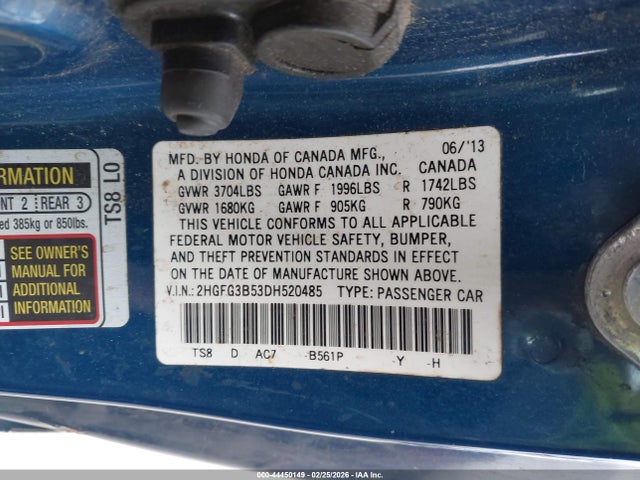 06/'13
MFD. BY HONDA OF CANADA MFG.,
A DIVISION OF HONDA CANADA INC. CANADA
GVWR 3704LBS GAWR F 1996LBS R 1742LBS
GVWR 1680KG GAWR F 905KG R 790KG
THIS VEHICLE CONFORMS TO ALL APPLICABLE
FEDERAL MOTOR VEHICLE SAFETY, BUMPER,
AND THEFT PREVENTION STANDARDS IN EFFECT
ON THE DATE OF MANUFACTURE SHOWN ABOVE.
V.I.N.: 2HGFG3B53DH520485 TYPE: PASSENGER CAR
TS8 D AC7 -B561P -Y -H
2 REAR 3
385kg or 850lbs.
SEE OWNER'S
MANUAL FOR
ADDITIONAL
INFORMATION
TS8 L0
000-44450149 - 02/25/2026 - IAA Inc.